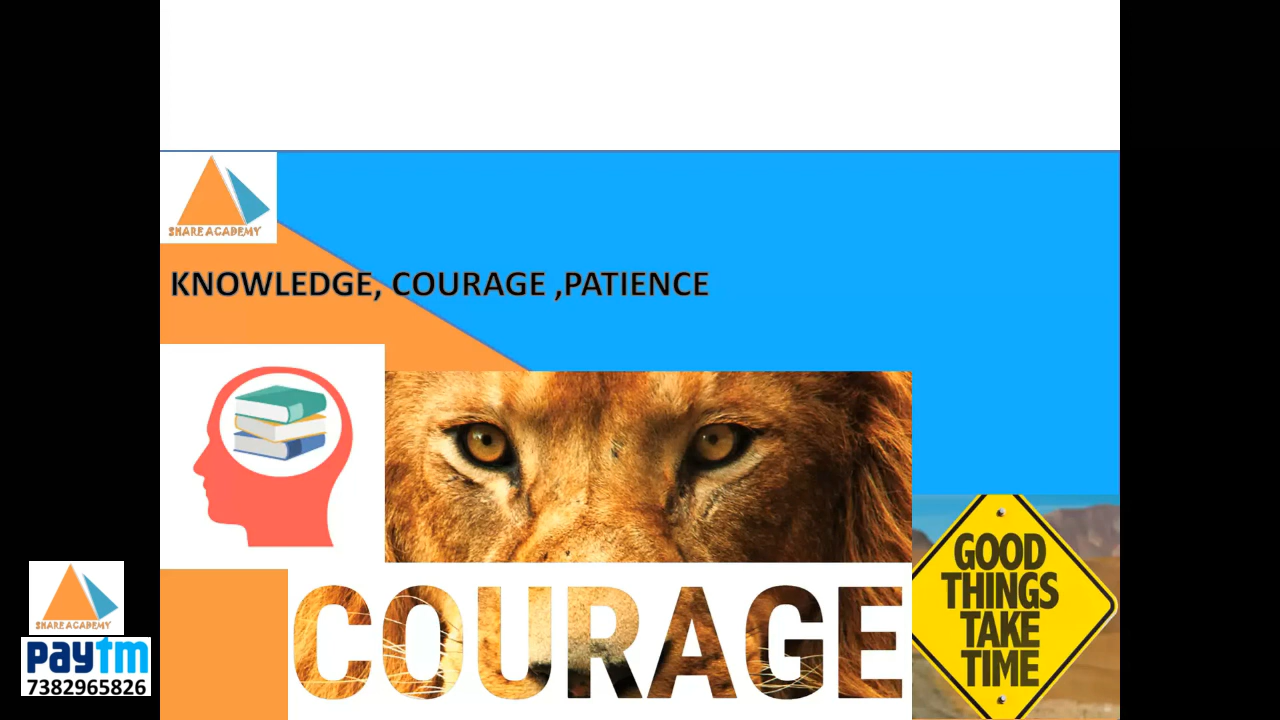 SHARE ACADEMY
KNOWLEDGE, COURAGE ,PATIENCE
COURAGE
GOOD
THINGS
TAKE
TIME
SHARE ACADEMY
paytm
7382965826